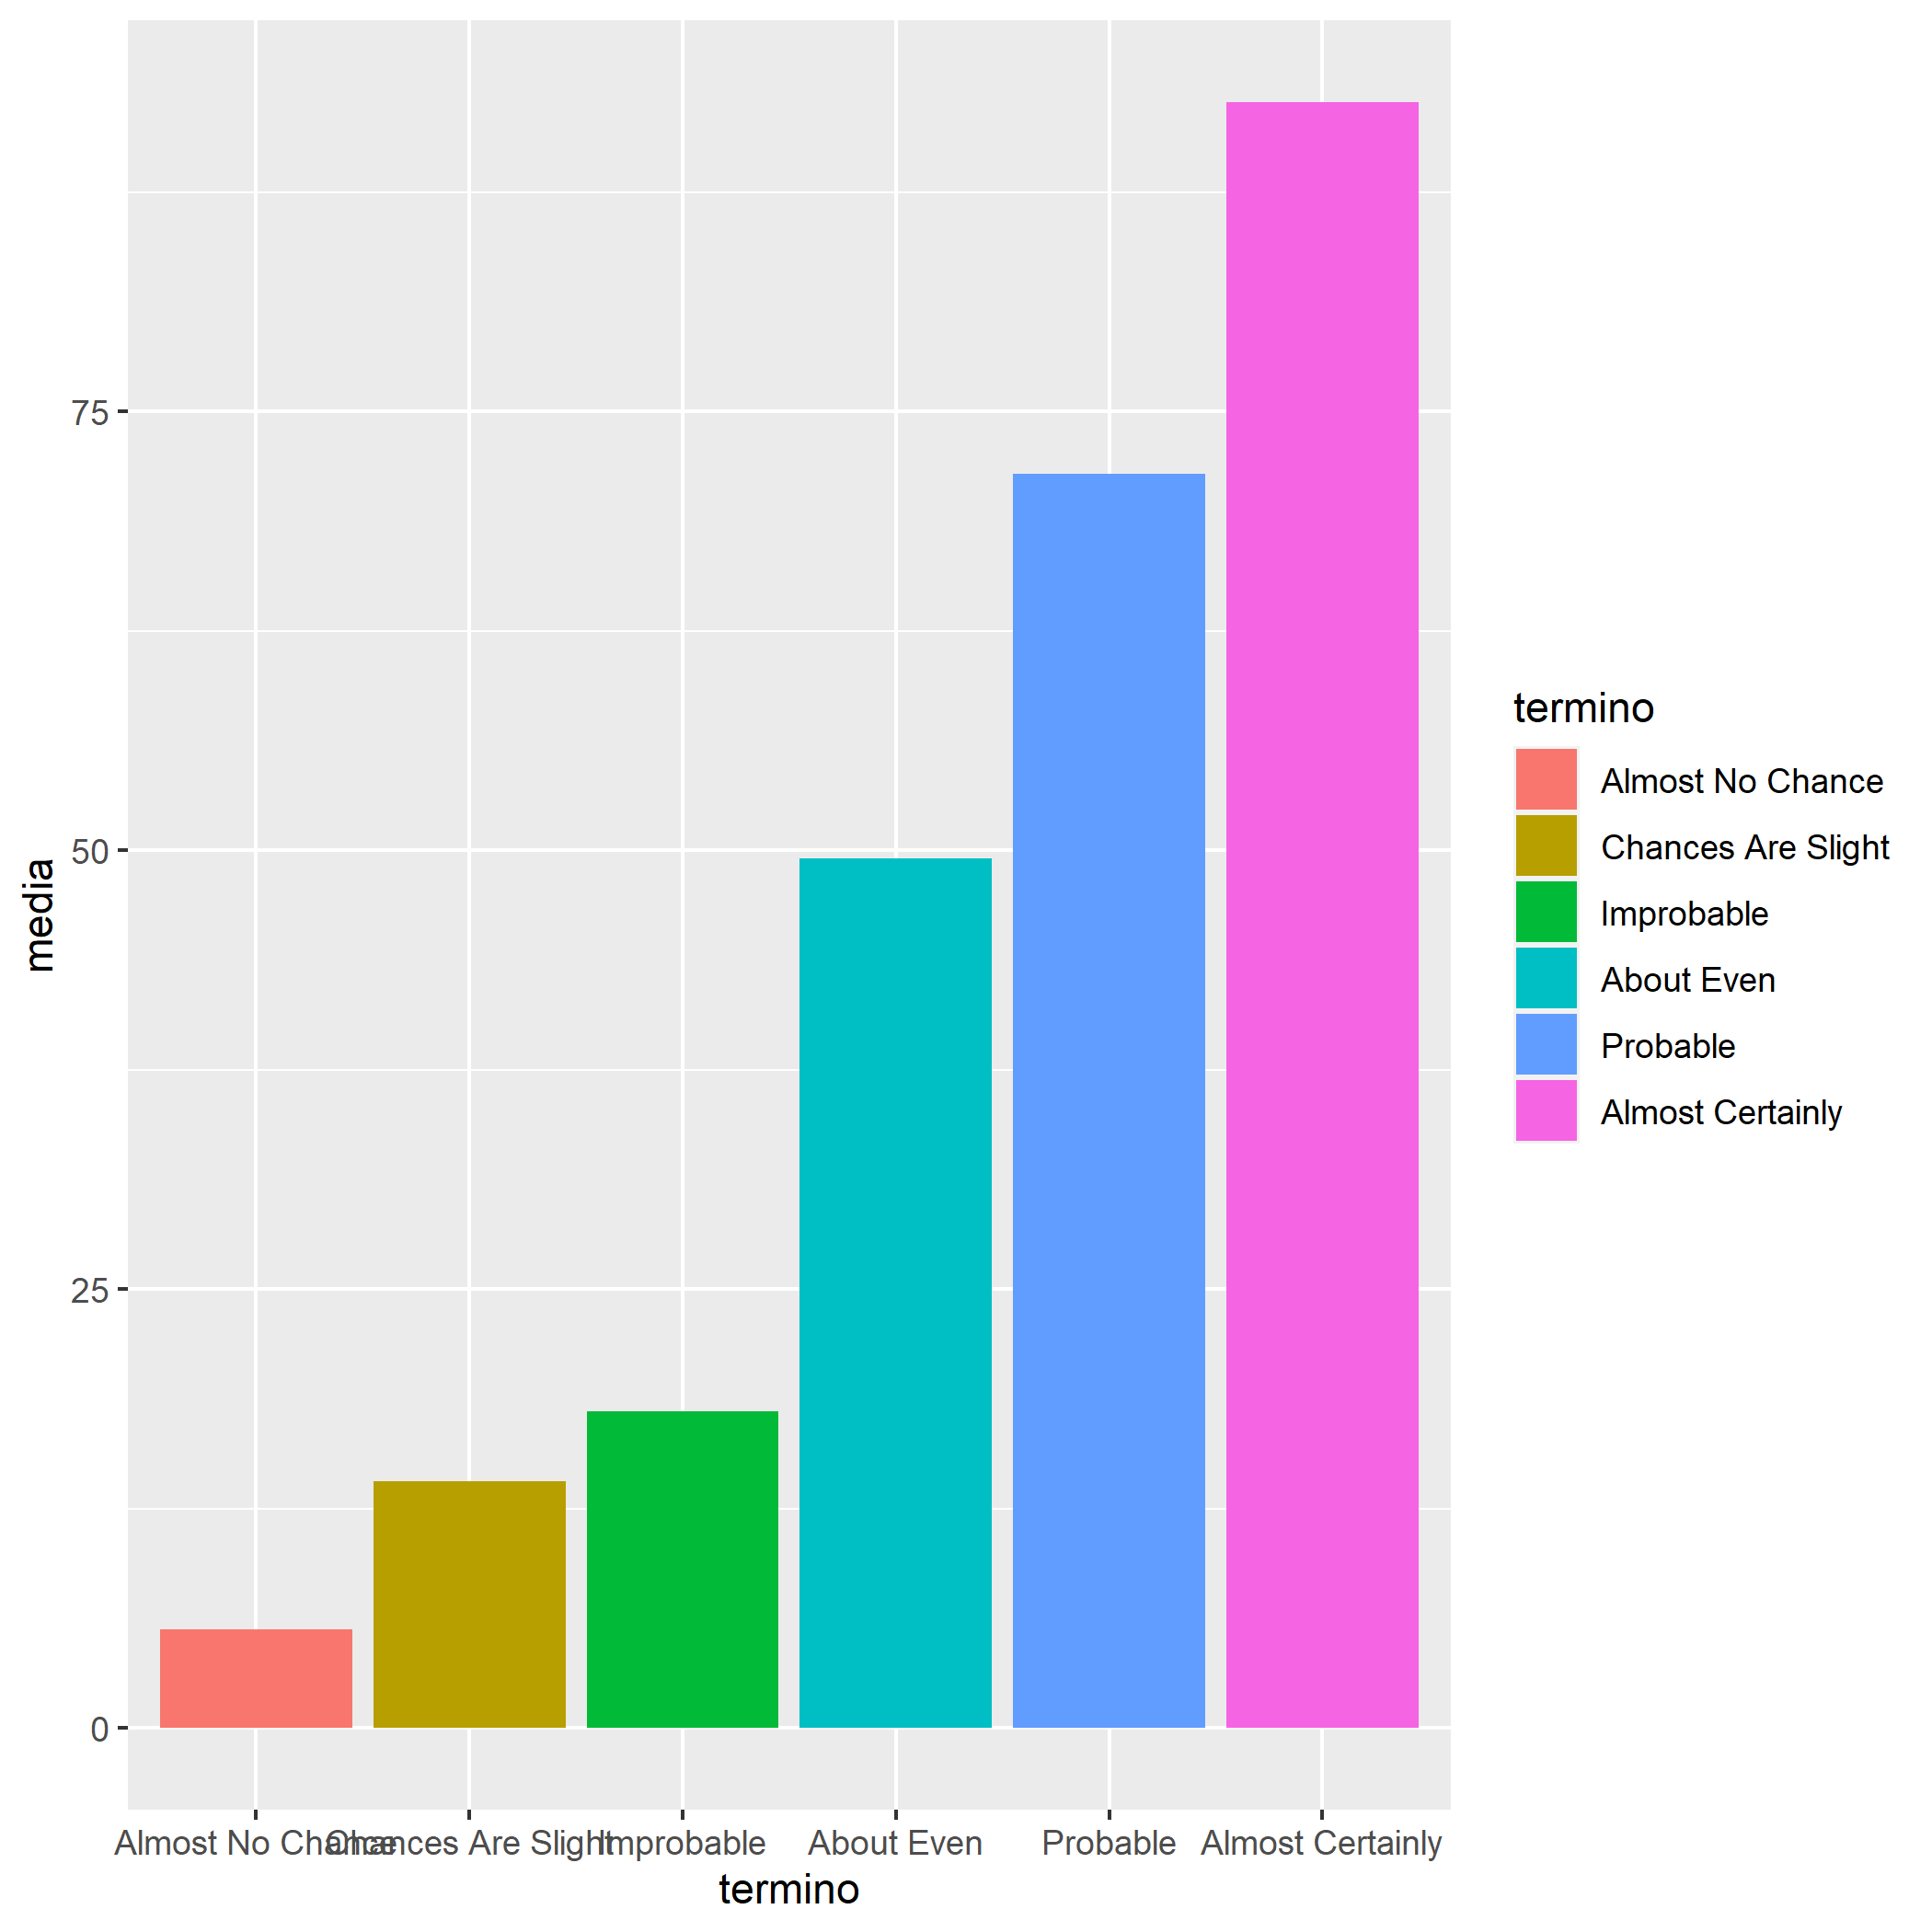 media
75
50
25
0
Almost No Chance
Chances Are Slight
Improbable
About Even
Probable
Almost Certainly
termino
termino
Almost No Chance
Chances Are Slight
Improbable
About Even
Probable
Almost Certainly